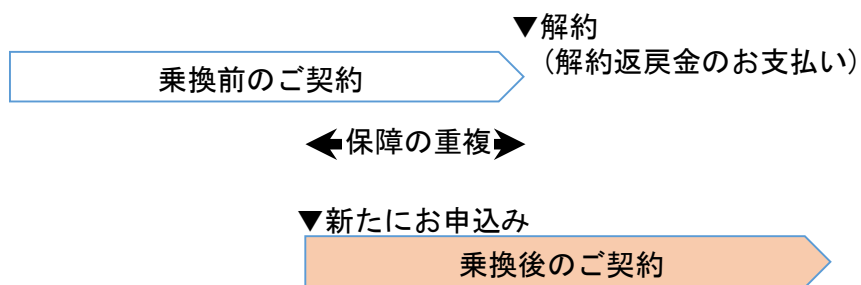 ▼解約
（解約返戻金のお支払い）
乗換前のご契約
保障の重複
▼新たにお申込み
乗換後のご契約